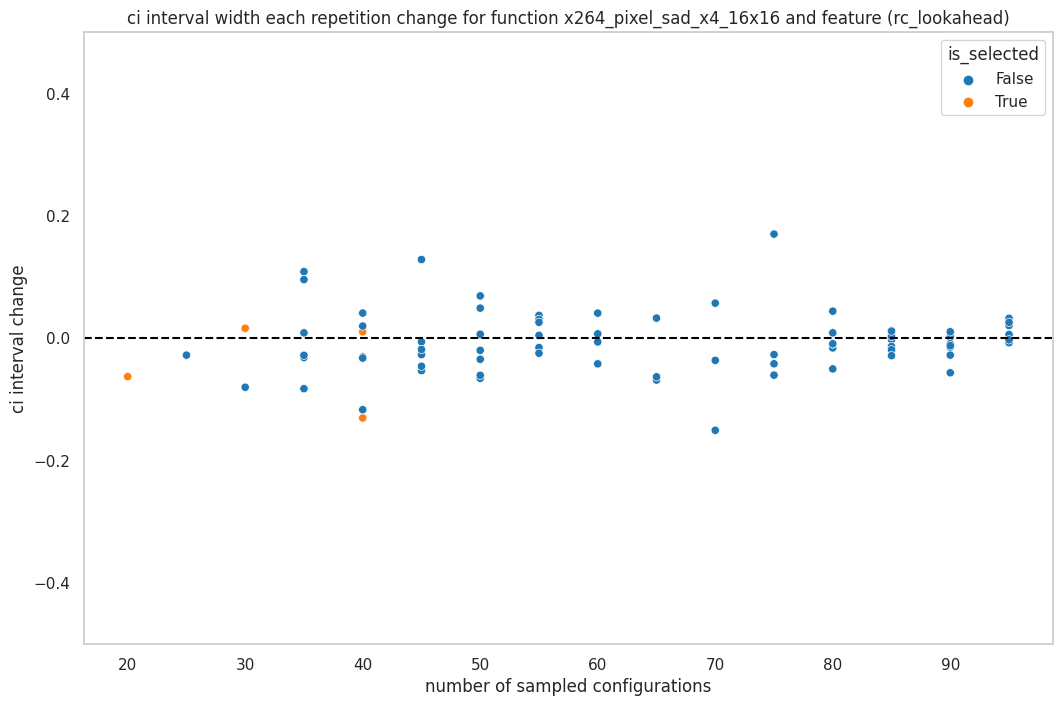 ci interval width each repetition change for function x264_pixel_sad_x4_16x16 and feature (rc_lookahead)
is_selected
False
True
ci interval change
0.4
0.2
0.0
−0.2
−0.4
20 30 40 50 60 70 80 90
number of sampled configurations